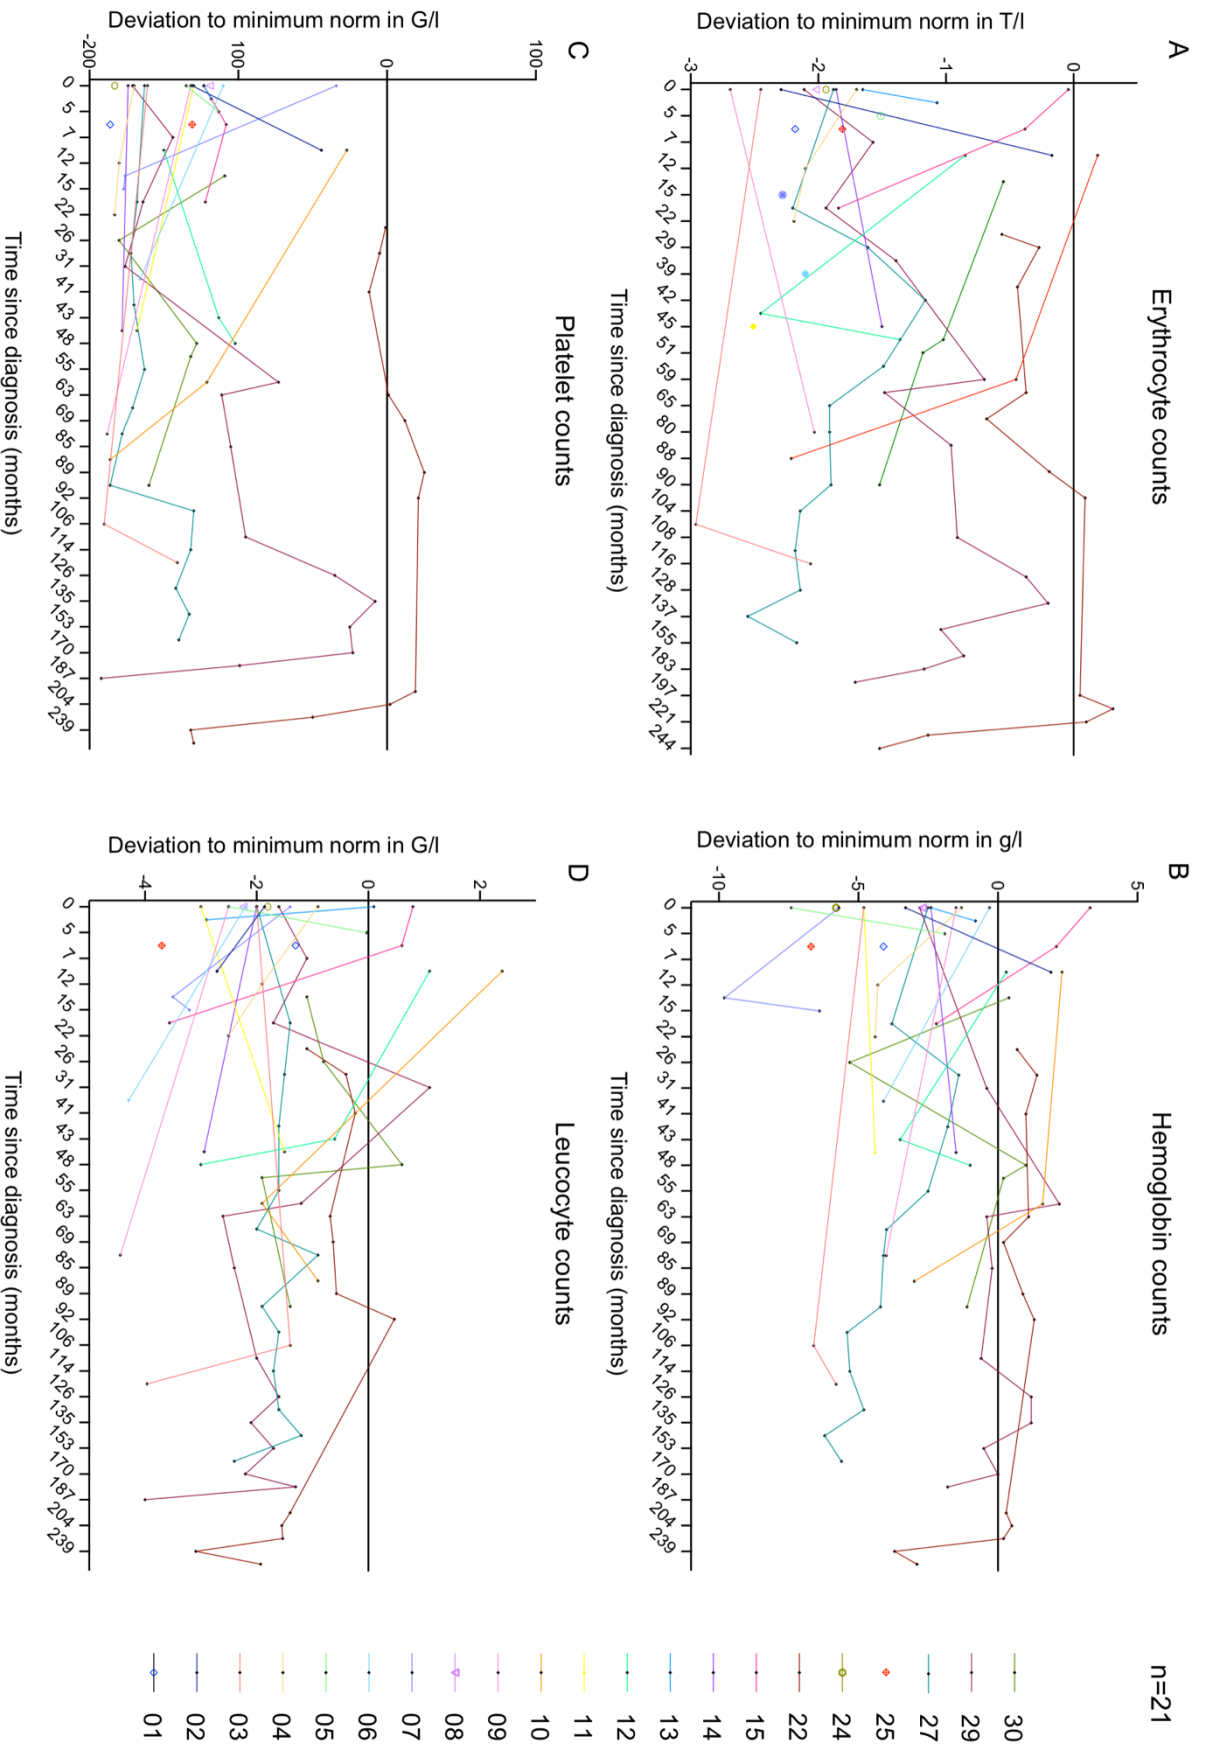 A
Erythrocyte counts
Deviation to minimum norm in T/l
0
-1
-2
-3
0 5 7 12 15 22 29 39 42 45 51 59 65 80 88 90 104 108 116 128 137 155 183 197 221 244
Time since diagnosis (months)
B
Hemoglobin counts
Deviation to minimum norm in g/l
5
0
-5
-10
0 5 7 12 15 22 26 31 41 43 48 55 63 69 85 89 92 106 114 126 135 153 170 187 204 239
Time since diagnosis (months)
C
Platelet counts
Deviation to minimum norm in G/l
100
0
100
-200
0 5 7 12 15 22 26 31 41 43 48 55 63 69 85 89 92 106 114 126 135 153 170 187 204 239
Time since diagnosis (months)
D
Leucocyte counts
Deviation to minimum norm in G/l
2
0
-2
-4
0 5 7 12 15 22 26 31 41 43 48 55 63 69 85 89 92 106 114 126 135 153 170 187 204 239
Time since diagnosis (months)
n=21
30
29
27
25
24
22
15
14
13
12
11
10
09
08
07
06
05
04
03
02
01